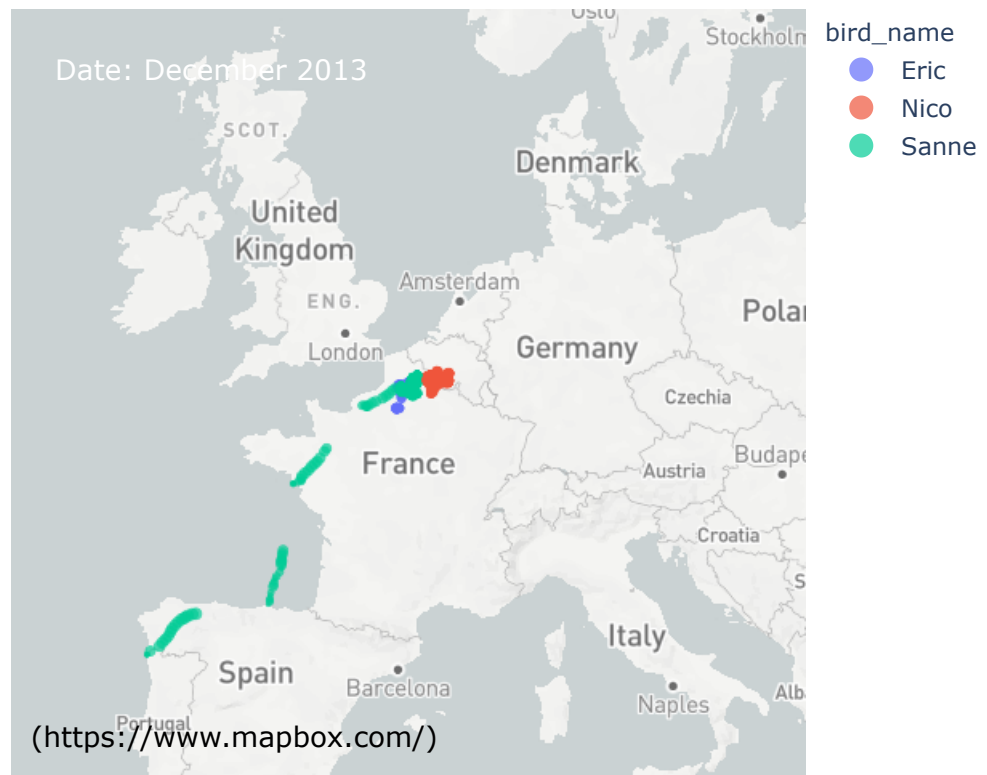 Oslo
Stockholm
Date: December 2013
SCOT.
Denmark
United
Kingdom
Amsterdam
ENG.
Polar
London
Germany
Czechia
France
Budape
Austria
Croatia
S
Italy
Spain
Barcelona
Naples
Alb
Portugal
(https://www.mapbox.com/)
bird_name
Eric
Nico
Sanne